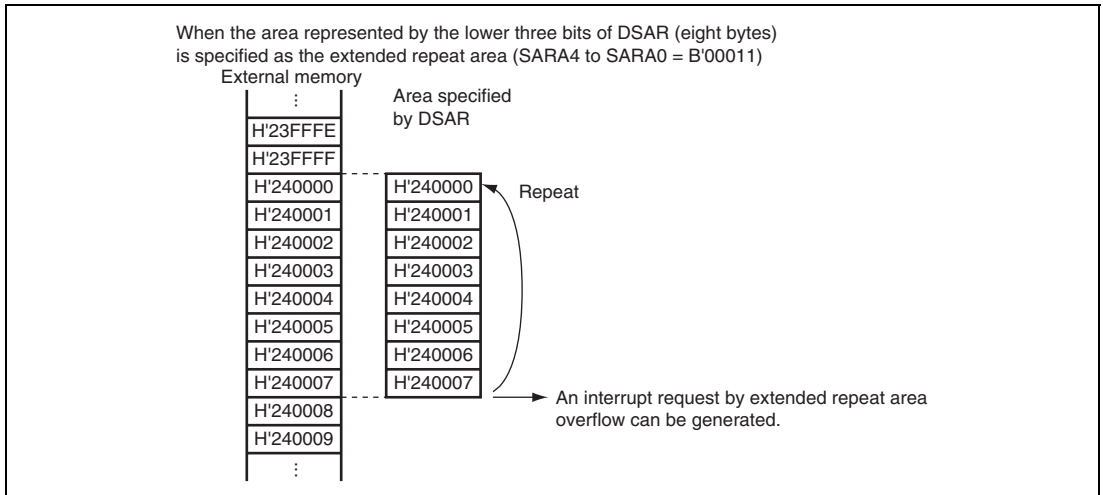 When the area represented by the lower three bits of DSAR (eight bytes)
is specified as the extended repeat area (SARA4 to SARA0 = B'00011)
External memory
Area specified
by DSAR
⋮
H'23FFFE
H'23FFFF
H'240000
H'240001
H'240002
H'240003
H'240004
H'240005
H'240006
H'240007
H'240008
H'240009
⋮
H'240000
H'240001
H'240002
H'240003
H'240004
H'240005
H'240006
H'240007
Repeat
An interrupt request by extended repeat area
overflow can be generated.